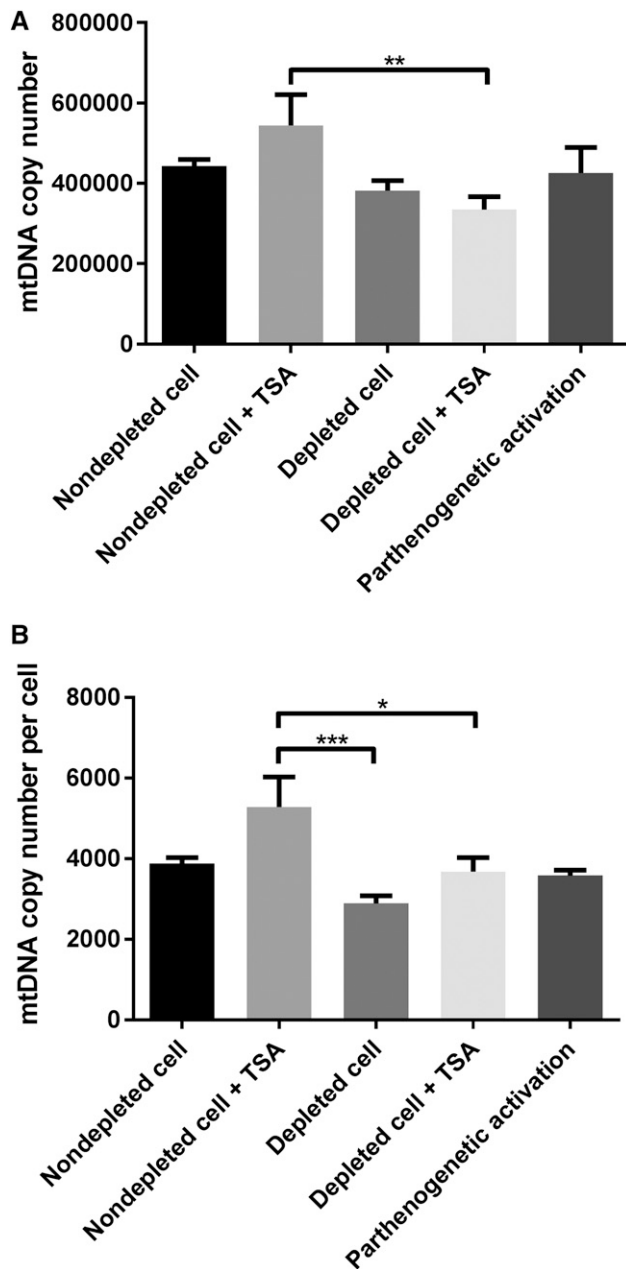 A
mtDNA copy number
800000
600000
400000
200000
0
**
Nondepleted cell
Nondepleted cell + TSA
Depleted cell
Depleted cell + TSA
Parthenogenetic activation
B
mtDNA copy number per cell
8000
6000
4000
2000
0
*
***
Nondepleted cell
Nondepleted cell + TSA
Depleted cell
Depleted cell + TSA
Parthenogenetic activation